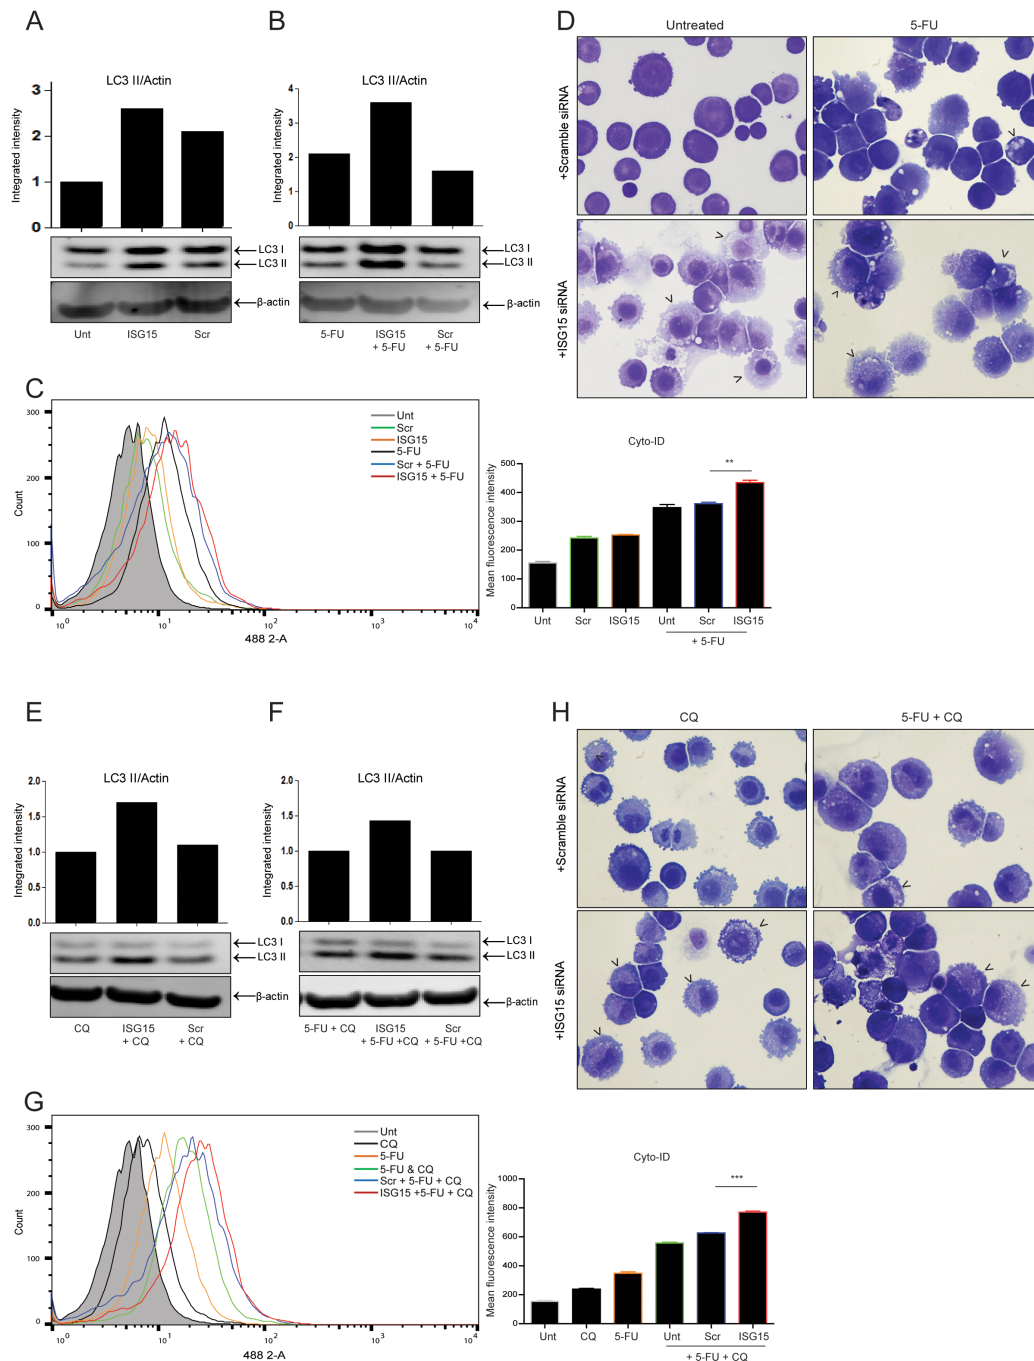 A
LC3 II/Actin
Integrated intensity
3
2
1
0
LC3 I
LC3 II
β-actin
Unt ISG15 Scr
B
LC3 II/Actin
Integrated intensity
4
3
2
1
0
LC3 I
LC3 II
β-actin
5-FU ISG15 Scr
+ 5-FU + 5-FU
D
Untreated 5-FU
+Scramble siRNA
+ISG15 siRNA
C
300
200
100
0
Count
10⁰ 10¹ 10² 10³ 10⁴
488 2-A
Unt
Scr
ISG15
5-FU
Scr + 5-FU
ISG15 + 5-FU
Cyto-ID
Mean fluorescence intensity
500
400
300
200
100
0
**
Unt Scr ISG15 Unt Scr ISG15
+ 5-FU
E
LC3 II/Actin
Integrated intensity
2.0
1.5
1.0
0.5
0.0
LC3 I
LC3 II
β-actin
CQ ISG15 Scr
+ CQ + CQ
F
LC3 II/Actin
Integrated intensity
2.0
1.5
1.0
0.5
0.0
LC3 I
LC3 II
β-actin
5-FU + CQ ISG15 Scr
+ 5-FU +CQ + 5-FU +CQ
H
CQ 5-FU + CQ
+Scramble siRNA
+ISG15 siRNA
G
300
200
100
0
Count
10⁰ 10¹ 10² 10³ 10⁴
488 2-A
Unt
CQ
5-FU
5-FU & CQ
Scr + 5-FU + CQ
ISG15 +5-FU + CQ
Cyto-ID
Mean fluorescence intensity
1000
800
600
400
200
0
***
Unt CQ 5-FU Unt Scr ISG15
+ 5-FU + CQ